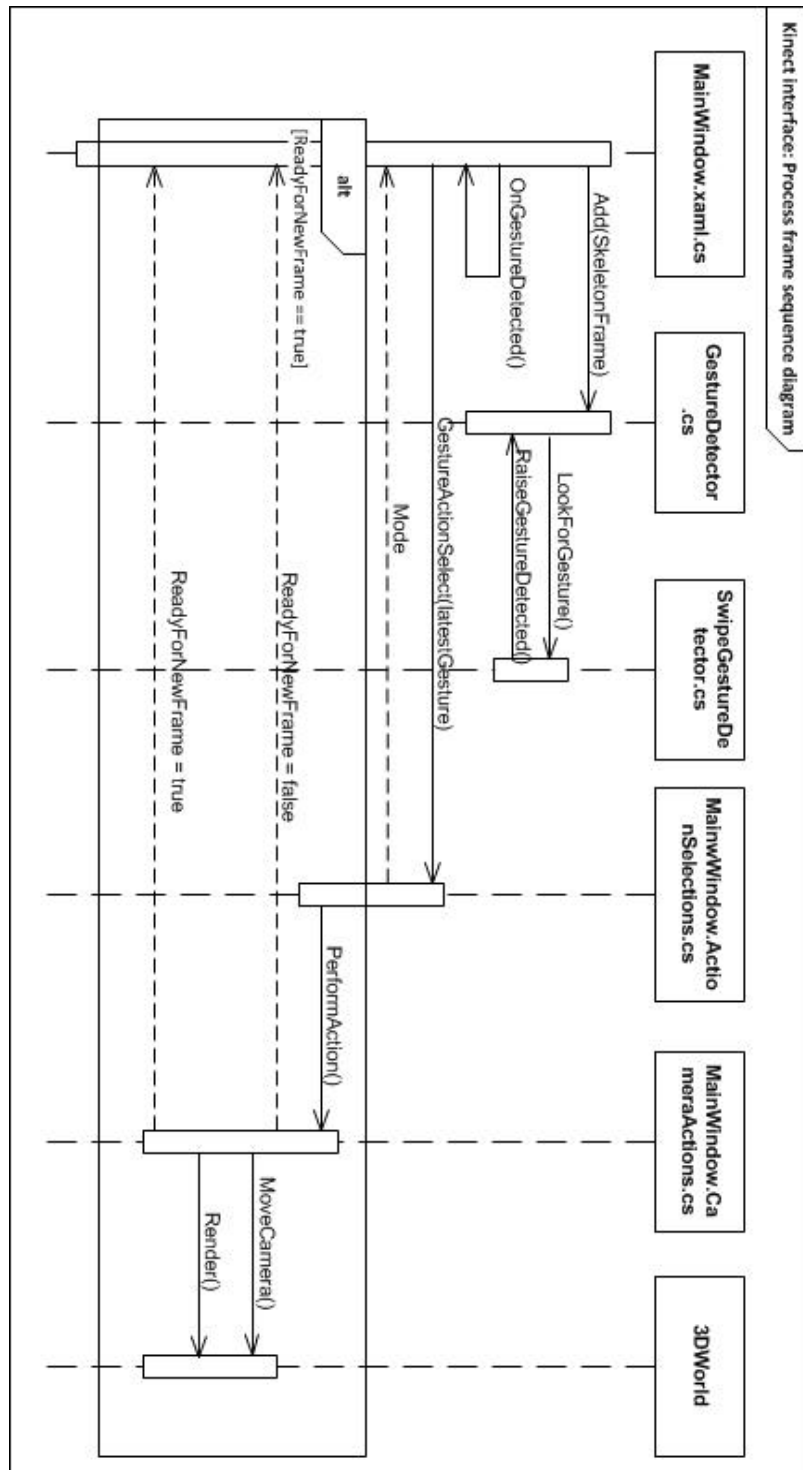 Kinect interface: Process frame sequence diagram
MainWindow.xaml.cs
GestureDetector
.cs
SwipeGestureDe
tector.cs
MainwWindow.Actio
nSelections.cs
MainWindow.Ca
meraActions.cs
3DWorld
Add(SkeletonFrame)
LookForGesture()
RaiseGestureDetected()
OnGestureDetected()
GestureActionSelect(latestGesture)
Mode
alt
[ReadyForNewFrame == true]
PerformAction()
ReadyForNewFrame = false
MoveCamera()
Render()
ReadyForNewFrame = true